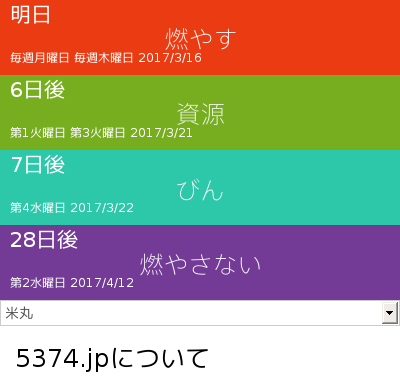 明日
燃やす
毎週月曜日 毎週木曜日 2017/3/16
6日後
資源
第1火曜日 第3火曜日 2017/3/21
7日後
びん
第4水曜日 2017/3/22
28日後
燃やさない
第2水曜日 2017/4/12
米丸
5374.jpについて